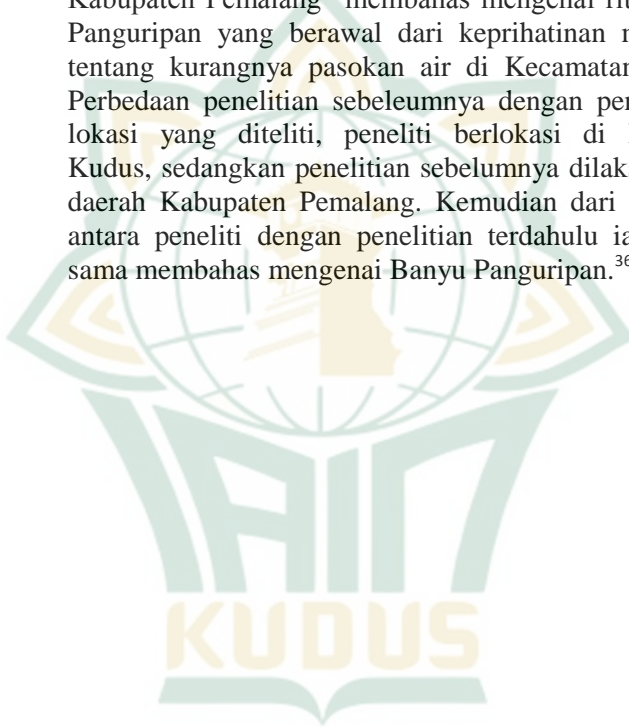 Kabupaten Pemalang" membahas mengenai
Panguripan yang berawal dari keprihatinan
tentang kurangnya pasokan air di Kecamatan
Perbedaan penelitian sebeleumnya dengan
lokasi yang diteliti, peneliti berlokasi di
Kudus, sedangkan penelitian sebelumnya
daerah Kabupaten Pemalang. Kemudian dari
antara peneliti dengan penelitian terdahulu
sama membahas mengenai Banyu Panguripan.³⁶
IAIN
KUDUS